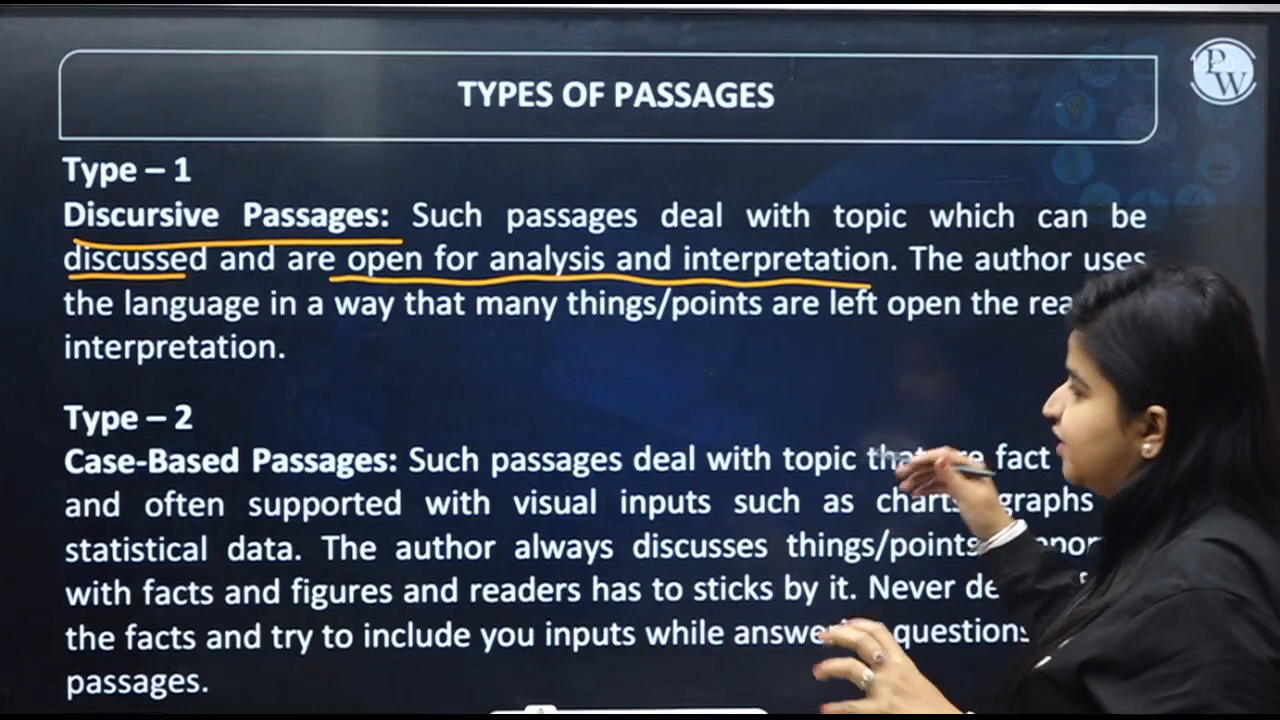 PW
TYPES OF PASSAGES
Type – 1
Discursive Passages: Such passages deal with topic which can be
discussed and are open for analysis and interpretation. The author uses
the language in a way that many things/points are left open the
interpretation.
Type – 2
Case-Based Passages: Such passages deal with topic that are fact
and often supported with visual inputs such as charts graphs
statistical data. The author always discusses things/points
with facts and figures and readers has to sticks by it. Never
the facts and try to include you inputs while
passages.